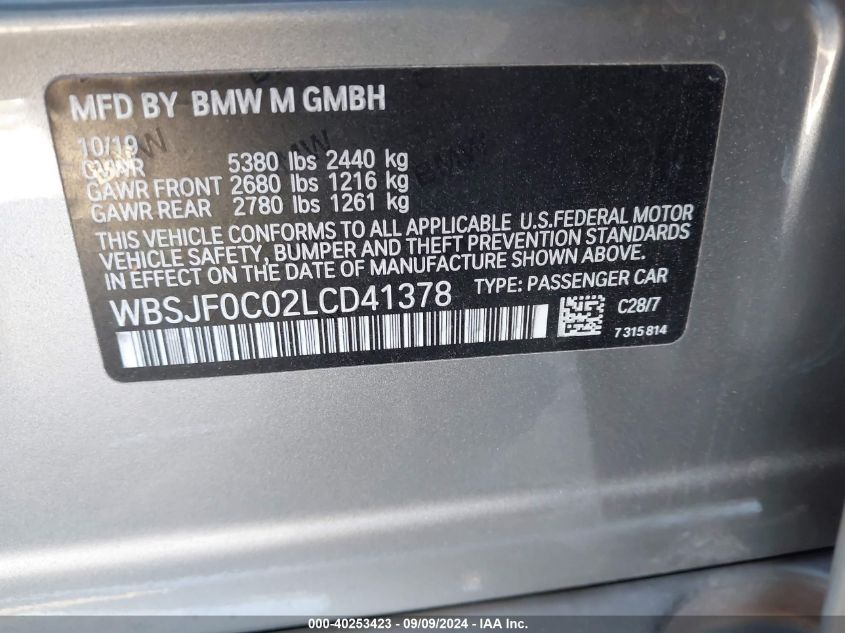 MFD BY BMW M GMBH
10/19
GVWR 5380 lbs 2440 kg
GAWR FRONT 2680 lbs 1216 kg
GAWR REAR 2780 lbs 1261 kg
THIS VEHICLE CONFORMS TO ALL APPLICABLE U.S.FEDERAL MOTOR
VEHICLE SAFETY, BUMPER AND THEFT PREVENTION STANDARDS
IN EFFECT ON THE DATE OF MANUFACTURE SHOWN ABOVE.
WBSJF0C02LCD41378 TYPE: PASSENGER CAR
C28/7
7 315 814
000-40253423 - 09/09/2024 - IAA Inc.